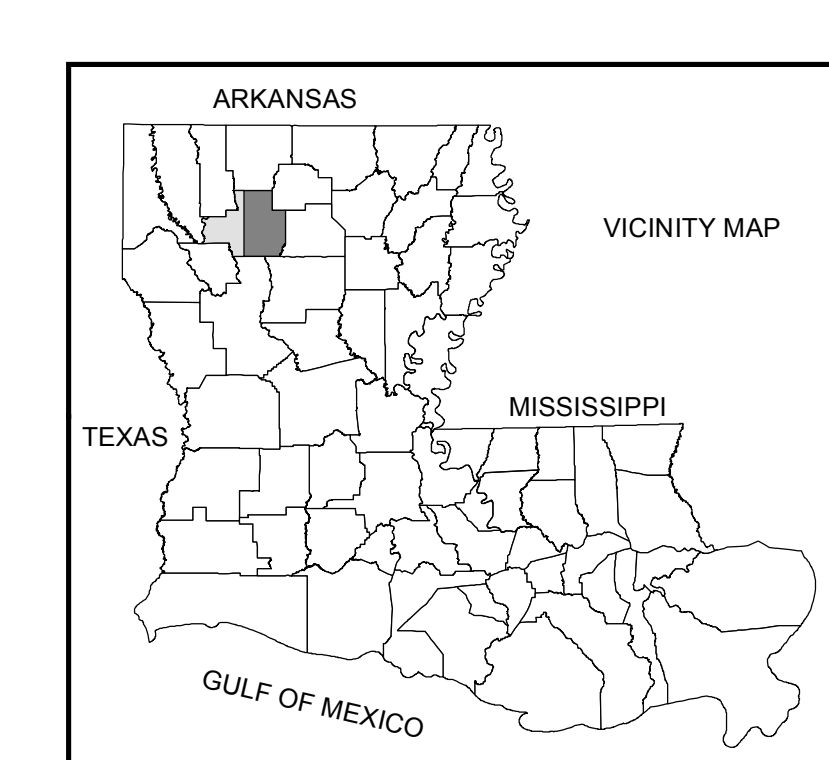 ARKANSAS
VICINITY MAP
MISSISSIPPI
TEXAS
GULF OF MEXICO